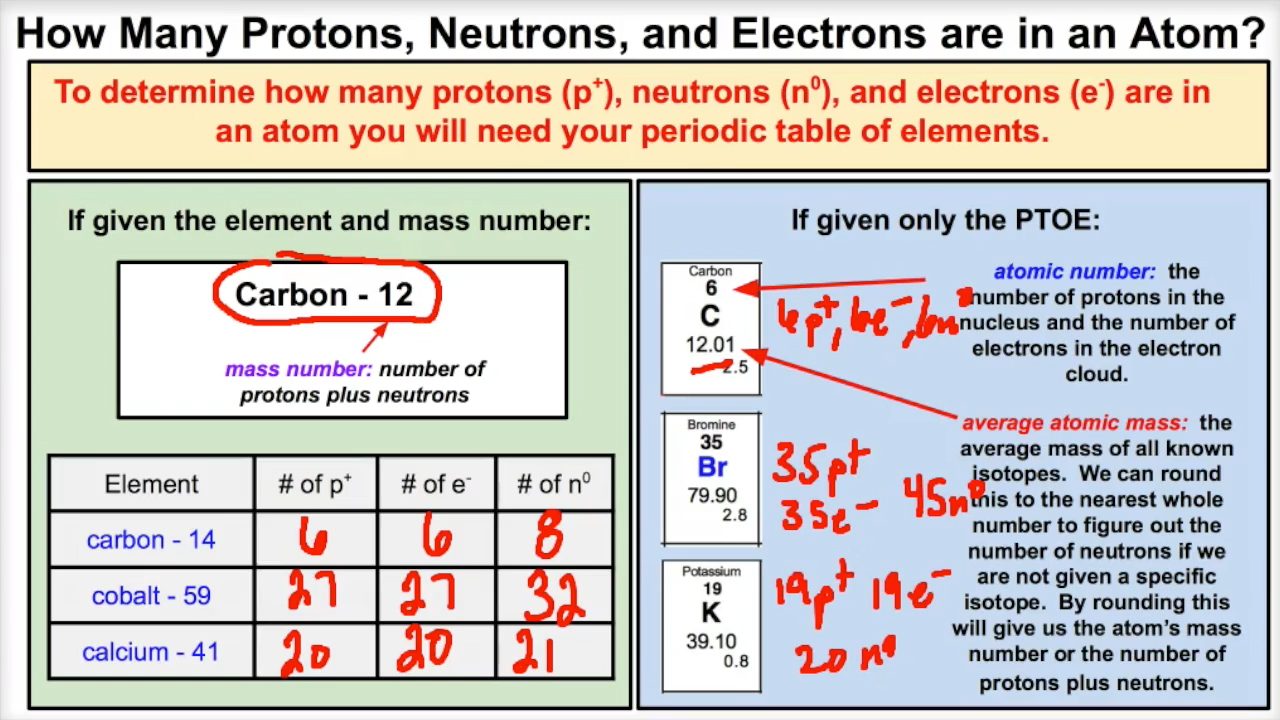 How Many Protons, Neutrons, and Electrons are in an Atom?
To determine how many protons (p⁺), neutrons (n⁰), and electrons (e⁻) are in
an atom you will need your periodic table of elements.
If given the element and mass number:
Carbon - 12
mass number: number of
protons plus neutrons
Element # of p⁺ # of e⁻ # of n⁰
carbon - 14 6 6 8
cobalt - 59 27 27 32
calcium - 41 20 20 21
If given only the PTOE:
Carbon
6
C
12.01
2.5
6p⁺, 6e⁻, 6n⁰
Bromine
35
Br
79.90
2.8
35p⁺
35e⁻ 45n⁰
Potassium
19
K
39.10
0.8
19p⁺ 19e⁻
20n⁰
atomic number: the
number of protons in the
nucleus and the number of
electrons in the electron
cloud.
average atomic mass: the
average mass of all known
isotopes. We can round
this to the nearest whole
number to figure out the
number of neutrons if we
are not given a specific
isotope. By rounding this
will give us the atom's mass
number or the number of
protons plus neutrons.